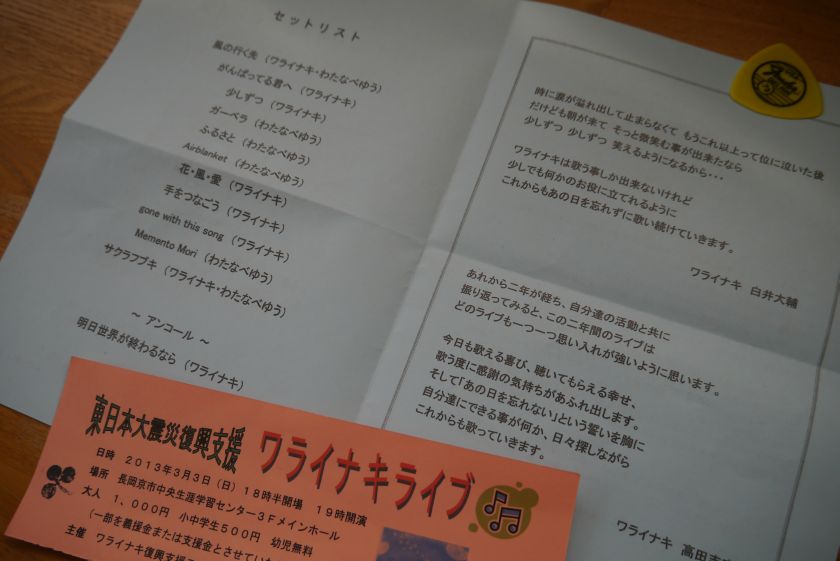 セットリスト
風の行く先 (ワライナキ・わたなべゆう)
がんばってる君へ (ワライナキ)
少しずつ (ワライナキ)
ガーベラ (わたなべゆう)
ふるさと (わたなべゆう)
Airblanket (わたなべゆう)
花・風・愛 (ワライナキ)
手をつなごう (ワライナキ)
gone with this song (ワライナキ)
Memento Mori (わたなべゆう)
サクラフブキ (ワライナキ・わたなべゆう)
～ アンコール ～
明日世界が終わるなら (ワライナキ)
時に涙が溢れ出して止まらなくて もうこれ以上って位に泣いた後
だけども朝が来て そっと微笑む事が出来たなら
少しずつ 少しずつ 笑えるようになるから・・・
ワライナキは歌う事しか出来ないけれど
少しでも何かのお役に立てれるように
これからもあの日を忘れずに歌い続けていきます。
ワライナキ 白井大輔
あれから二年が経ち、自分達の活動と共に
振り返ってみると、この二年間のライブは
どのライブも一つ一つ思い入れが強いように思います。
今日も歌える喜び、聴いてもらえる幸せ、
歌う度に感謝の気持ちがあふれ出します。
そして「あの日を忘れない」という誓いを胸に
自分達にできる事が何か、日々探しながら
これからも歌っていきます。
ワライナキ 高田
東日本大震災復興支援 ワライナキライブ
日時 2013年3月3日(日) 18時半開場 19時開演
場所 長岡京市中央生涯学習センター3Fメインホール
大人 1,000円 小中学生500円 幼児無料
(一部を義援金または支援金とさせていた
主催 ワライナキ復興支援